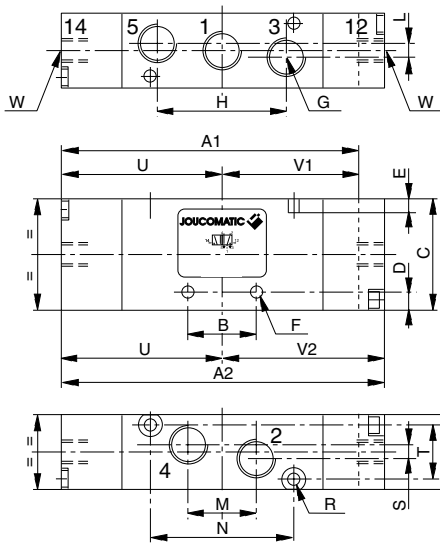 14 5 1 3 12 L
W H G W
A1
U V1 E
JOUCOMATIC
= = D C
B F
U V2
A2
= = 4 2 T
M R S
N